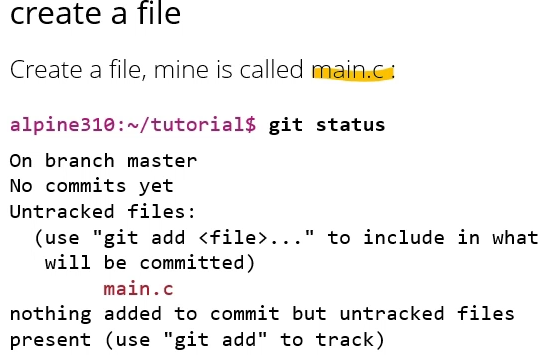 create a file
Create a file, mine is called main.c :
alpine310:~/tutorial$ git status
On branch master
No commits yet
Untracked files:
(use "git add <file>..." to include in what
will be committed)
main.c
nothing added to commit but untracked files
present (use "git add" to track)